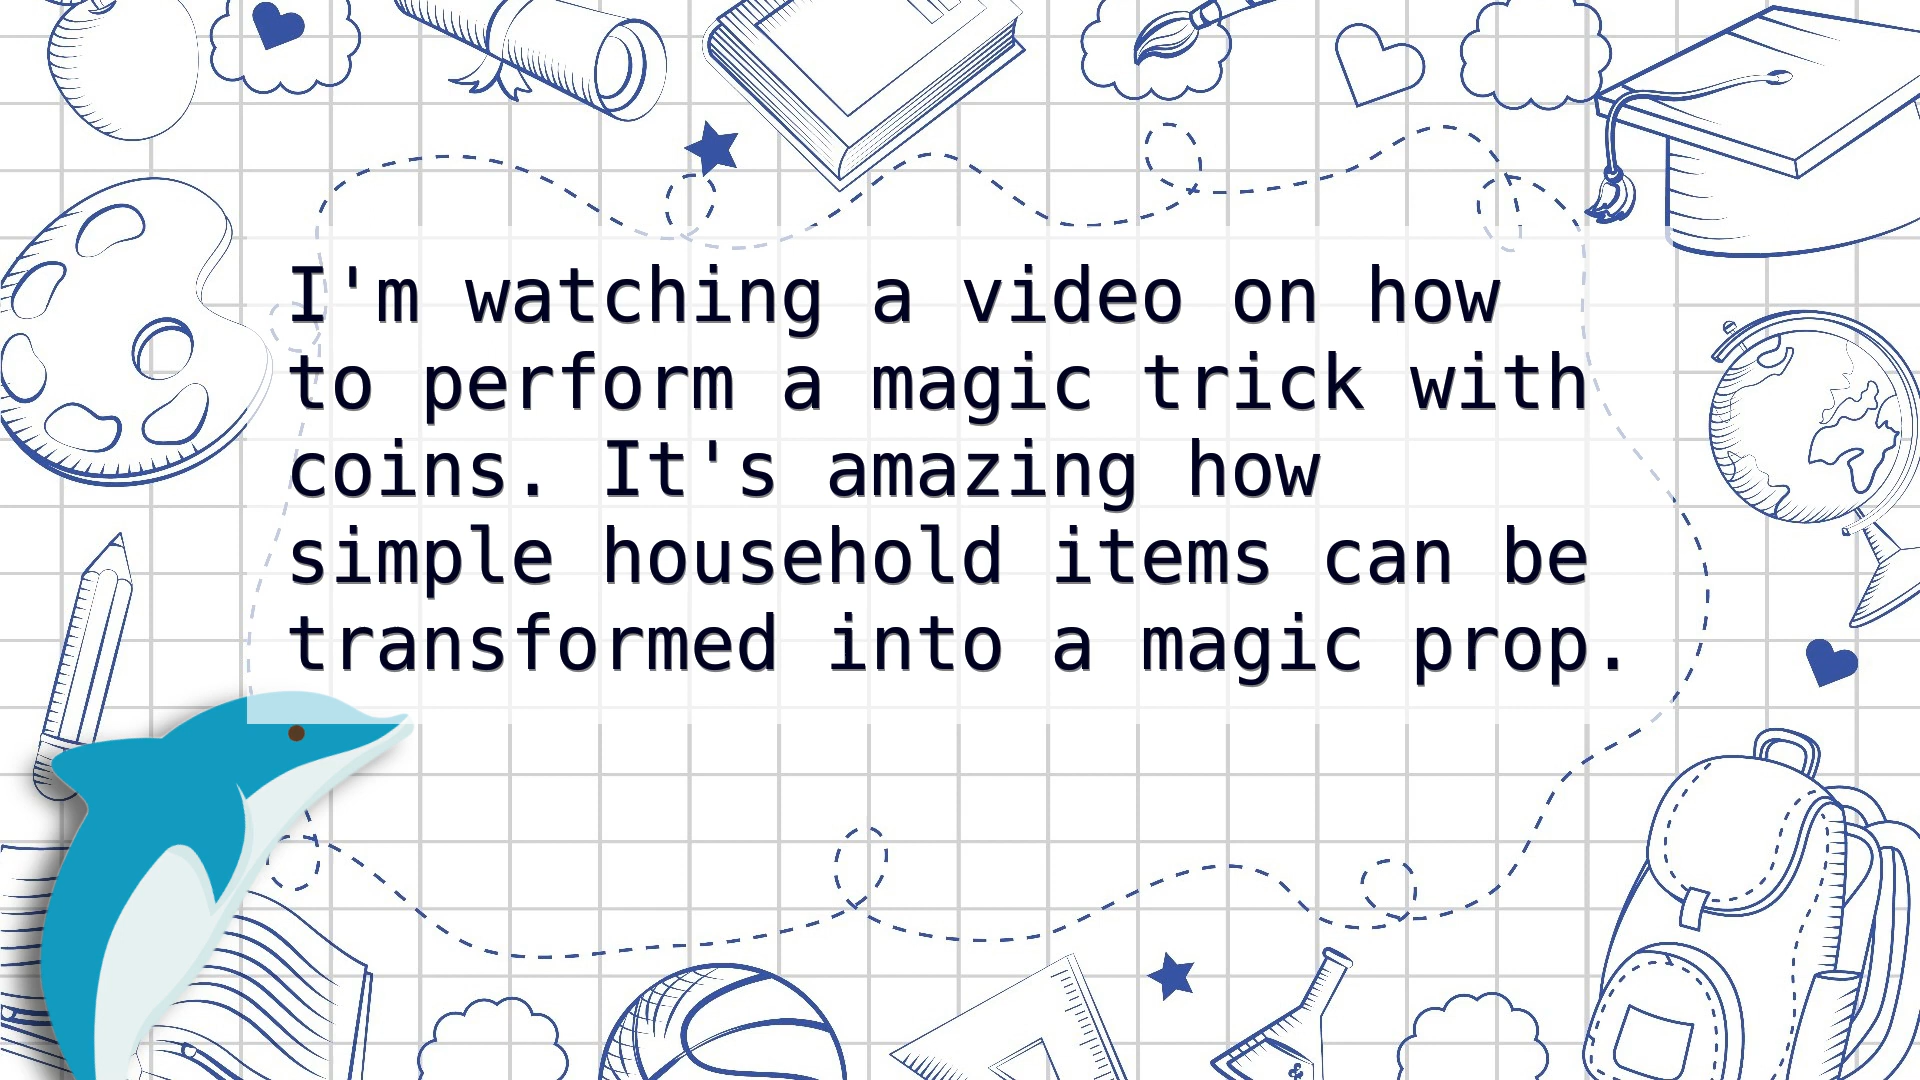 I'm watching a video on how
to perform a magic trick with
coins. It's amazing how
simple household items can be
transformed into a magic prop.